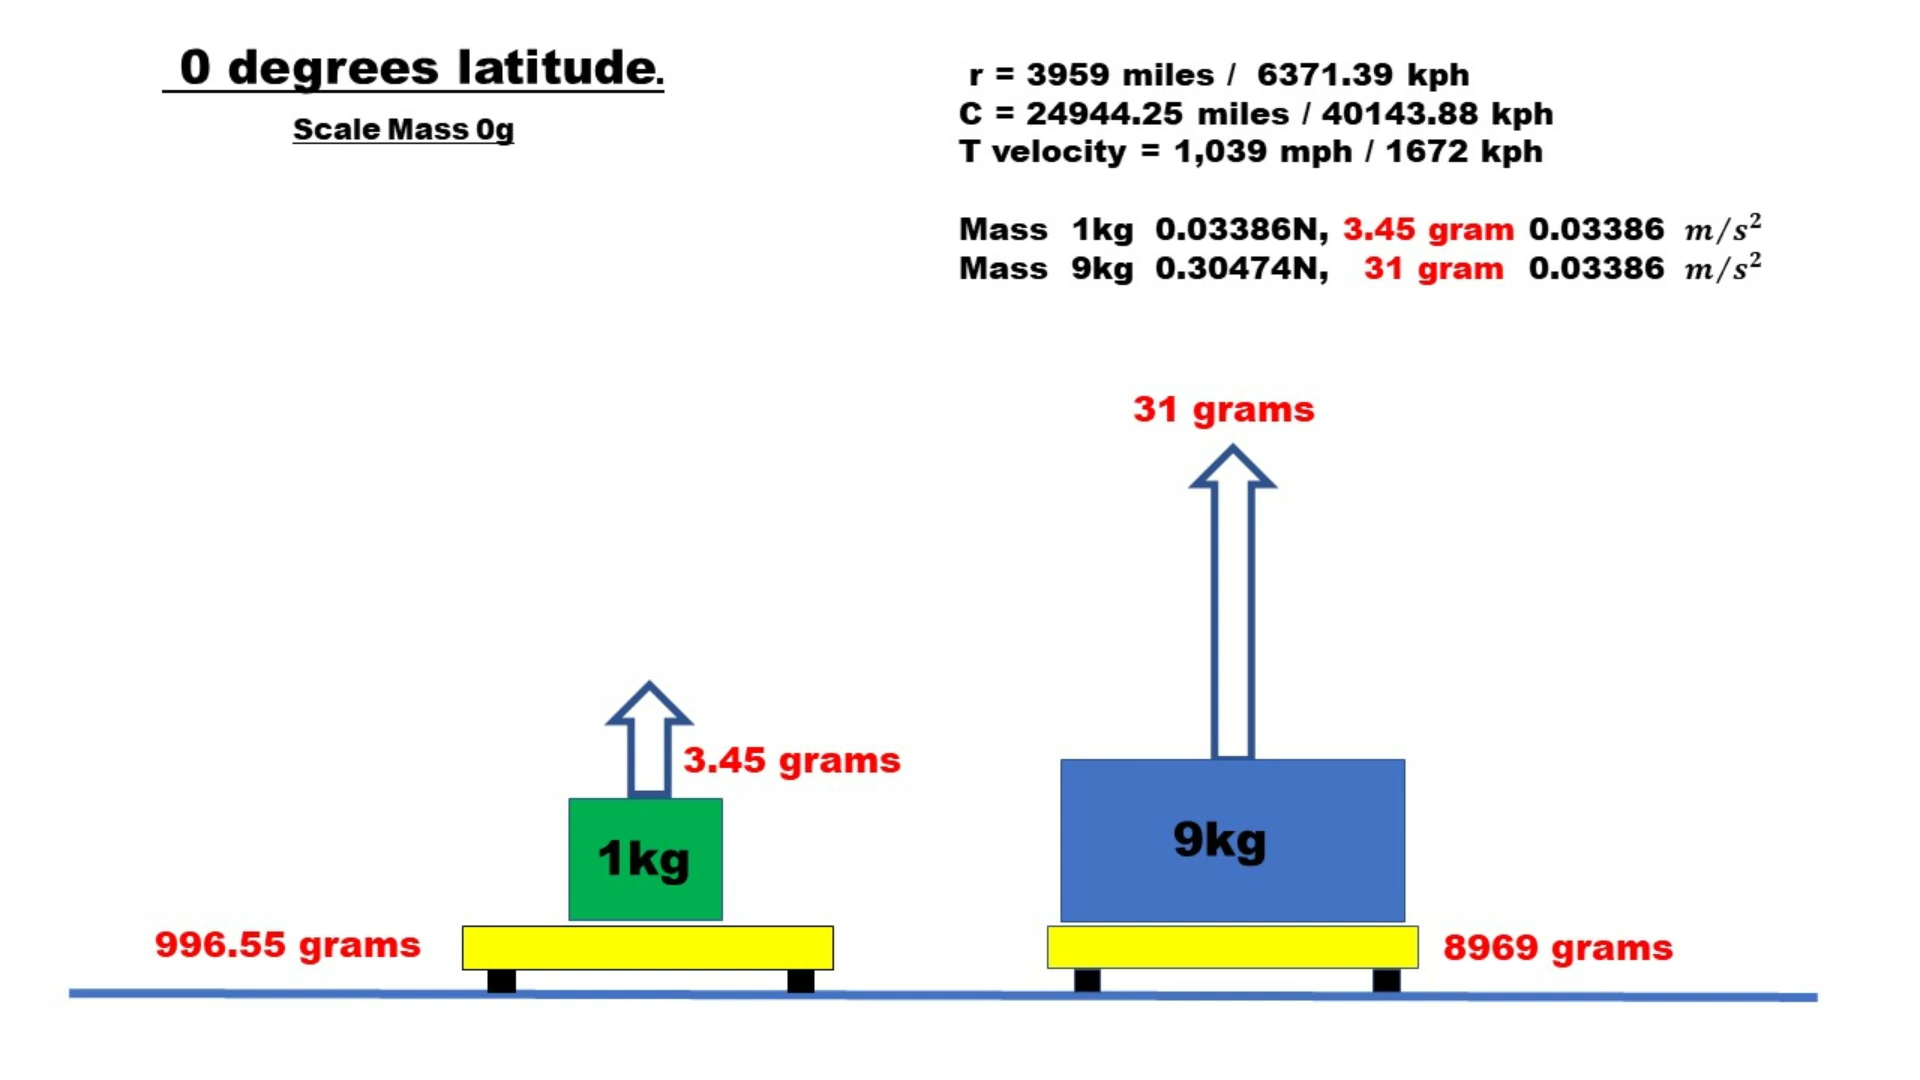 0 degrees latitude.
Scale Mass 0g
r = 3959 miles / 6371.39 kph
C = 24944.25 miles / 40143.88 kph
T velocity = 1,039 mph / 1672 kph
Mass 1kg 0.03386N, 3.45 gram 0.03386 m/s²
Mass 9kg 0.30474N, 31 gram 0.03386 m/s²
31 grams
3.45 grams
1kg
9kg
996.55 grams
8969 grams